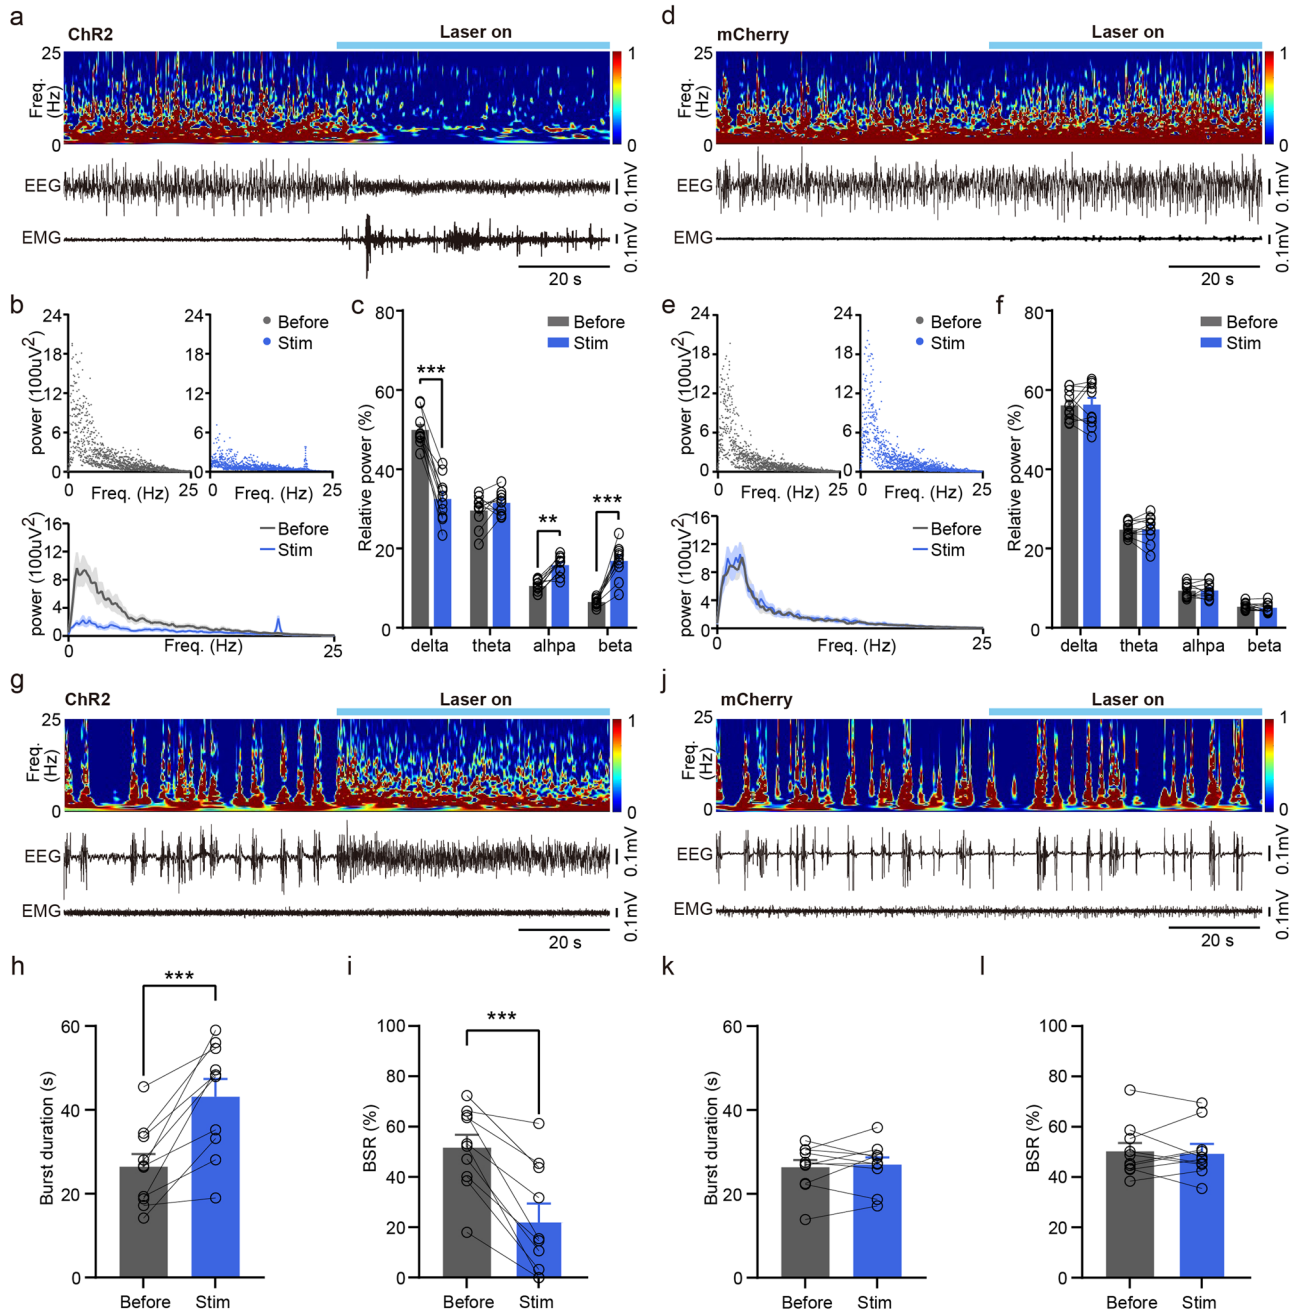 a
ChR2
Laser on
25
Freq.
(Hz)
0
1
0
EEG
0.1mV
EMG
0.1mV
20 s
d
mCherry
Laser on
25
Freq.
(Hz)
0
1
0
EEG
0.1mV
EMG
0.1mV
20 s
b
24
18
12
6
0
power (100uV2)
0 Freq. (Hz) 25
24
18
12
6
0
0 Freq. (Hz) 25
Before
Stim
16
12
8
4
0
power (100uV2)
0 Freq. (Hz) 25
Before
Stim
c
80
60
40
20
0
Relative power (%)
Before
Stim
***
**
***
delta theta alhpa beta
e
24
18
12
6
0
power (100uV2)
0 Freq. (Hz) 25
24
18
12
6
0
0 Freq. (Hz) 25
Before
Stim
16
12
8
4
0
power (100uV2)
0 Freq. (Hz) 25
Before
Stim
f
80
60
40
20
0
Relative power (%)
Before
Stim
delta theta alhpa beta
g
ChR2
Laser on
25
Freq.
(Hz)
0
1
0
EEG
0.1mV
EMG
0.1mV
20 s
j
mCherry
Laser on
25
Freq.
(Hz)
0
1
0
EEG
0.1mV
EMG
0.1mV
20 s
h
***
60
40
20
0
Burst duration (s)
Before Stim
i
***
100
80
60
40
20
0
BSR (%)
Before Stim
k
60
40
20
0
Burst duration (s)
Before Stim
l
100
80
60
40
20
0
BSR (%)
Before Stim